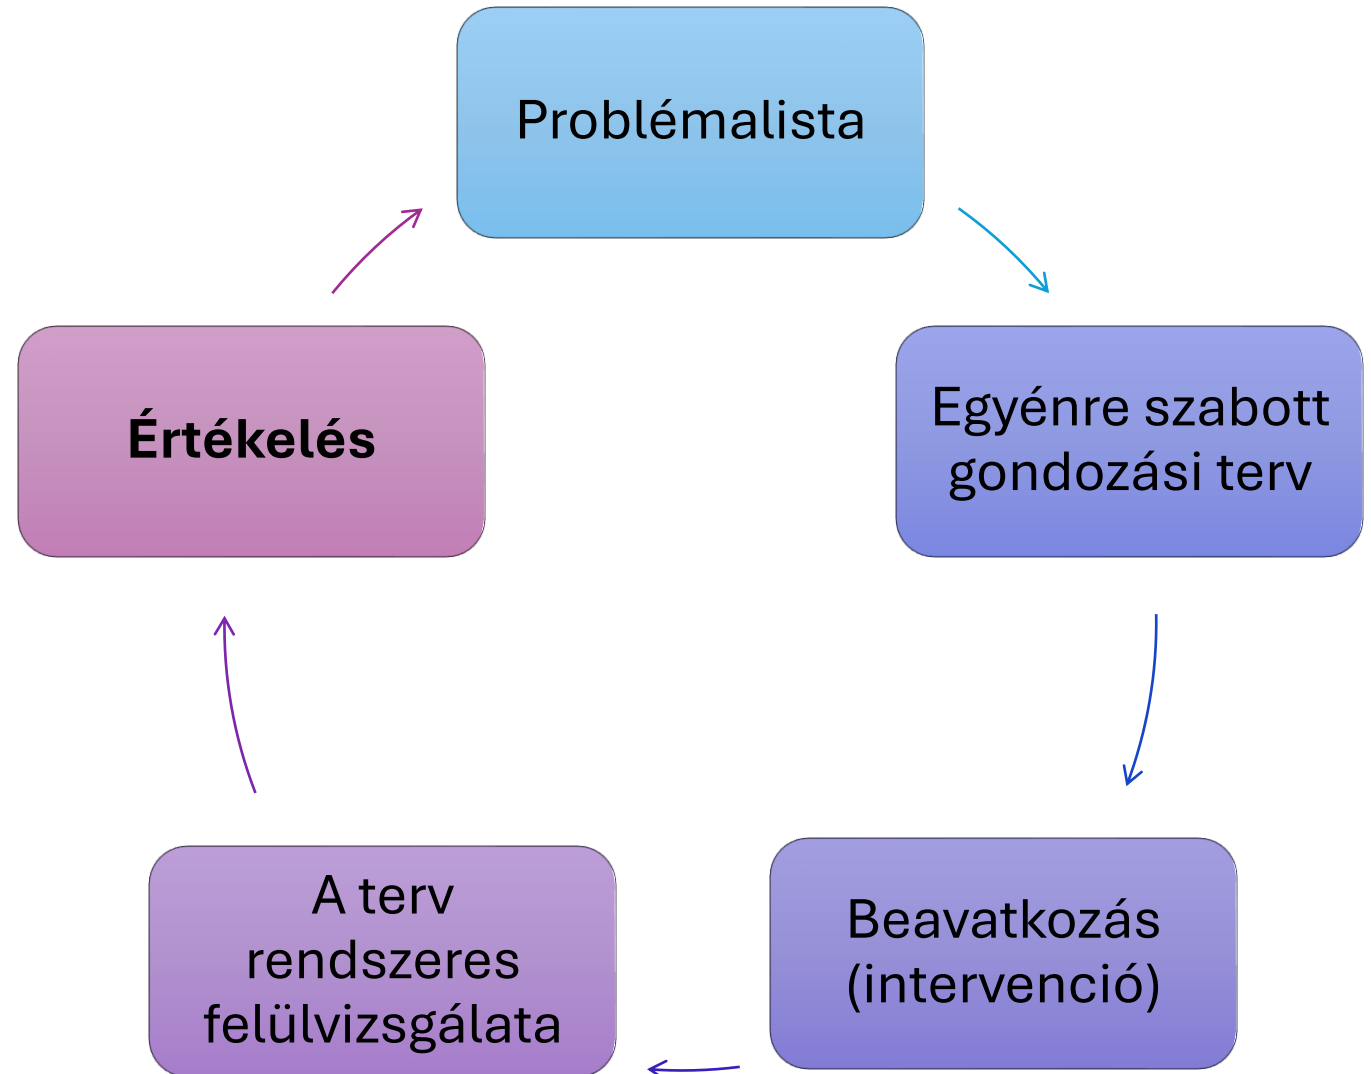 Problémalista
Egyénre szabott
gondozási terv
Beavatkozás
(intervenció)
A terv
rendszeres
felülvizsgálata
Értékelés